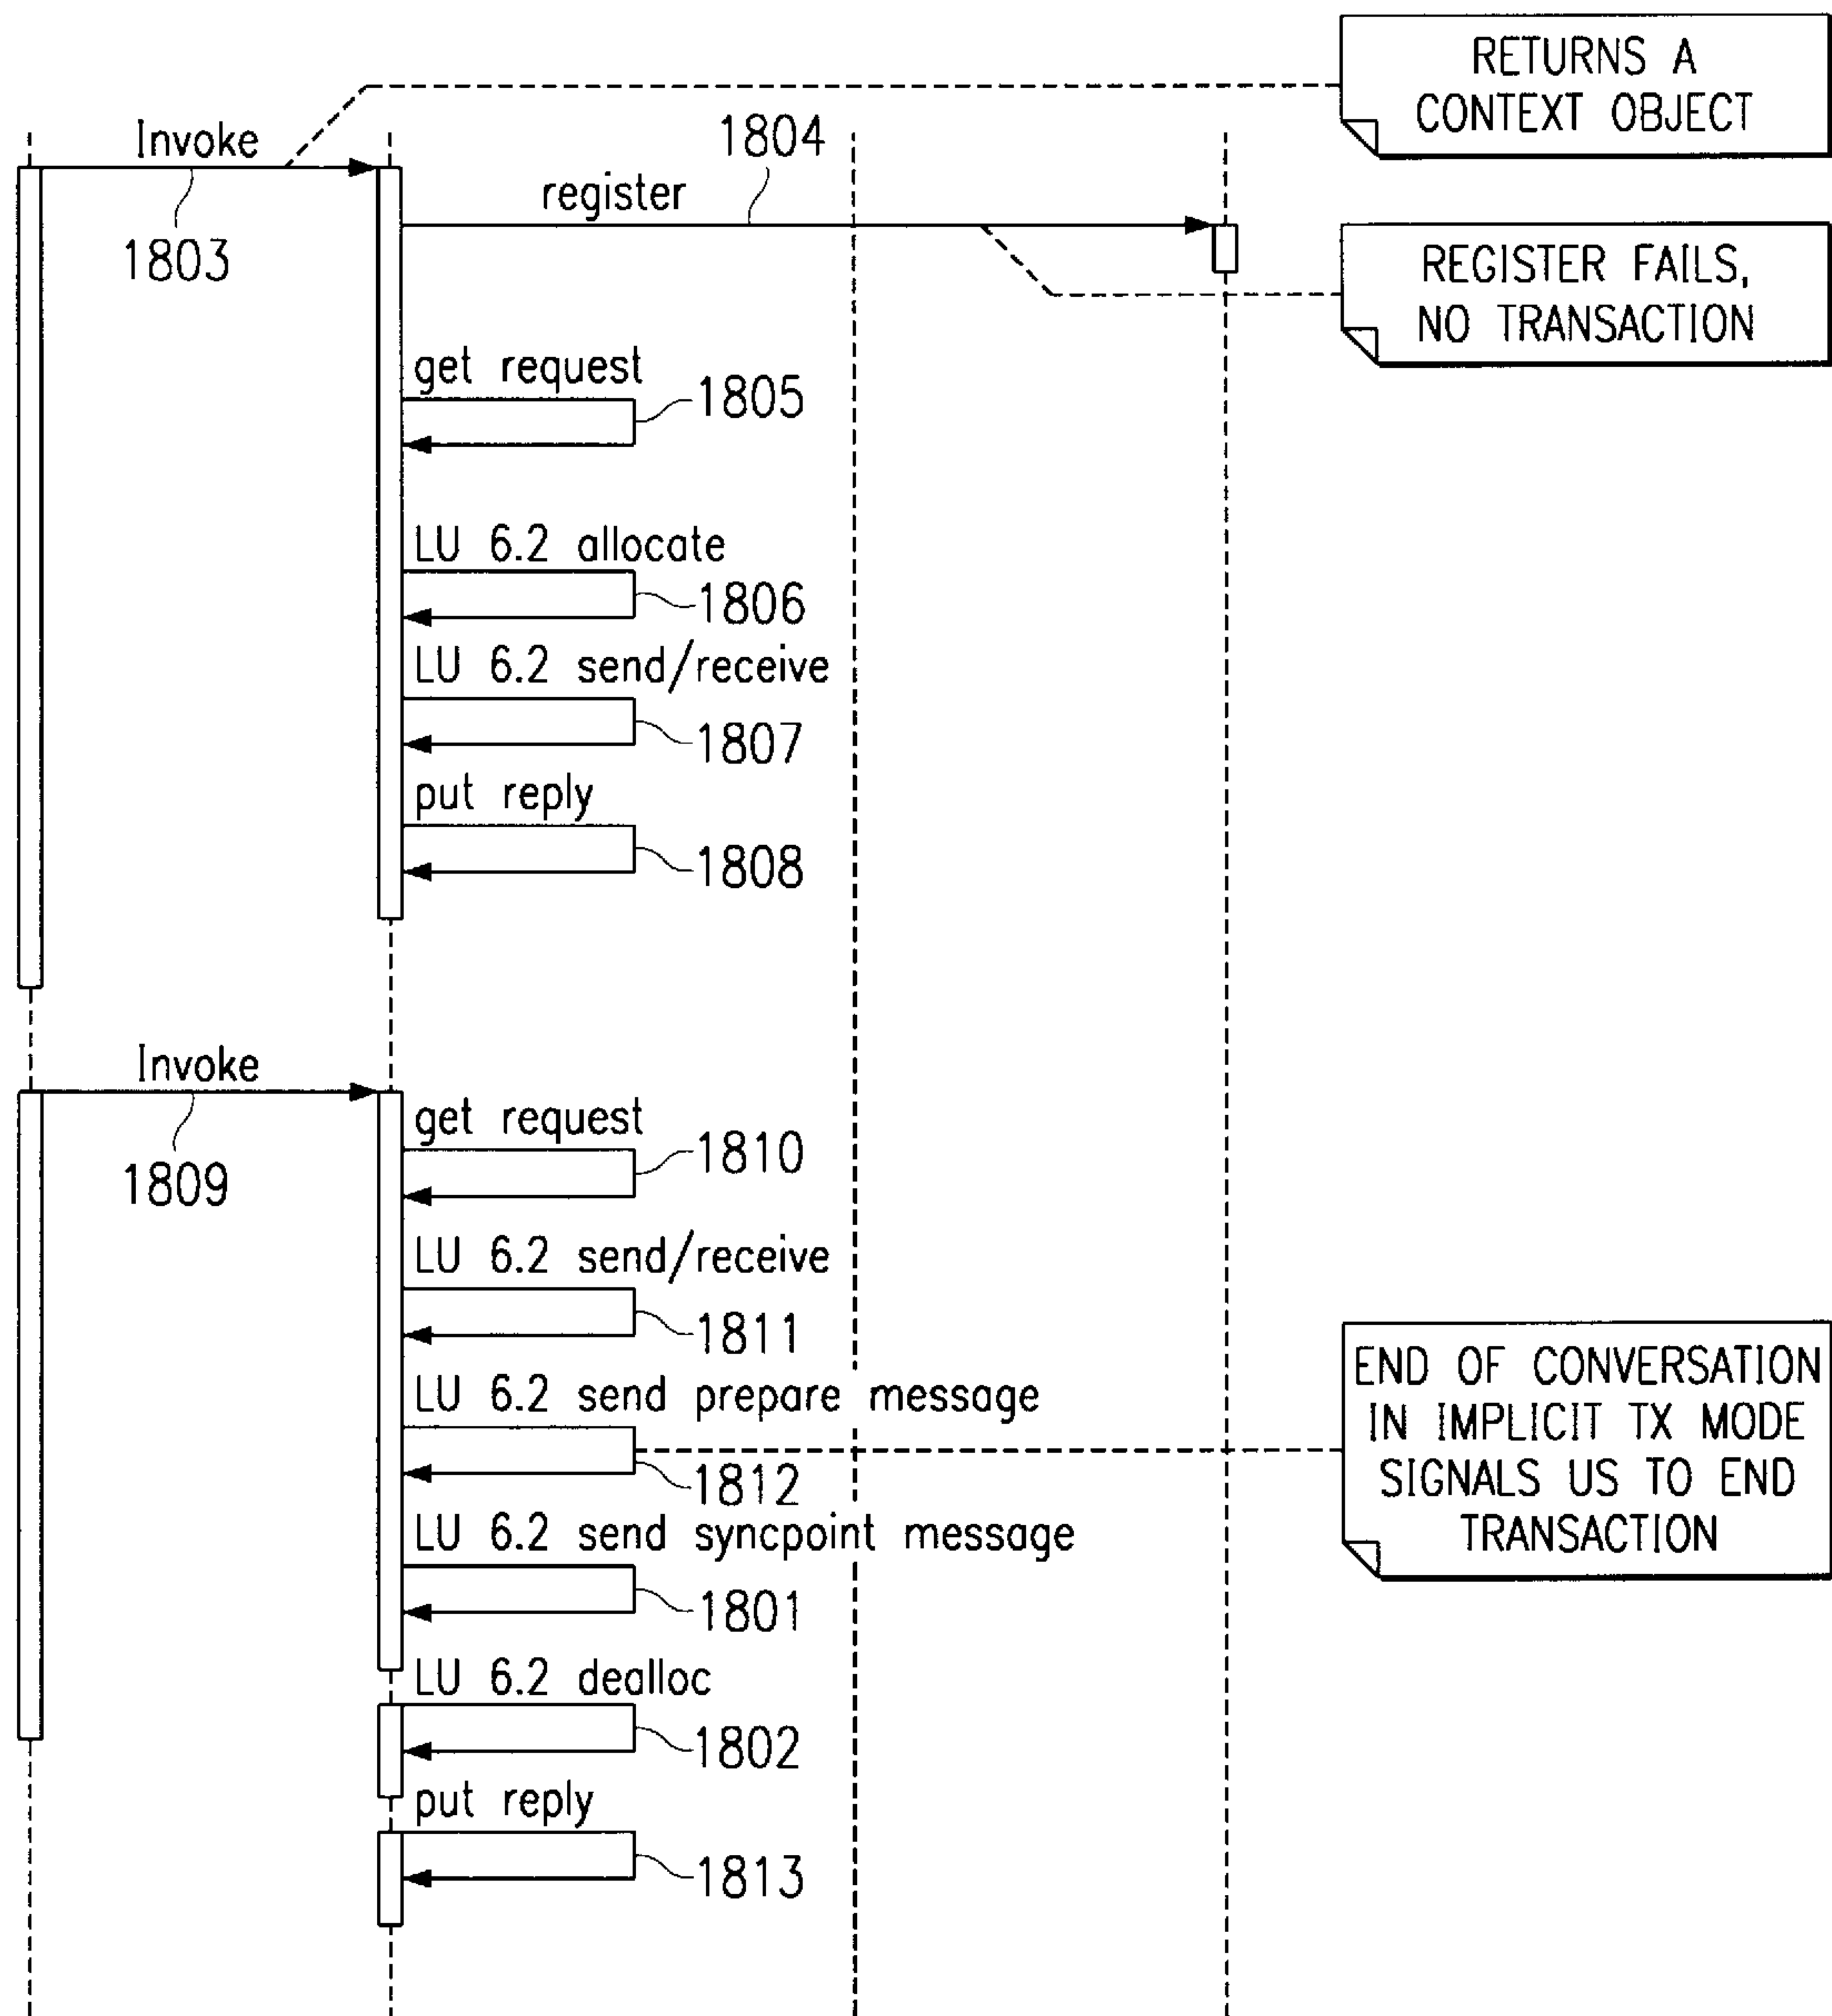 RETURNS A
CONTEXT OBJECT
Invoke
1803
1804
register
REGISTER FAILS,
NO TRANSACTION
get request
1805
LU 6.2 allocate
1806
LU 6.2 send/receive
1807
put reply
1808
Invoke
1809
get request
1810
LU 6.2 send/receive
1811
LU 6.2 send prepare message
1812
END OF CONVERSATION
IN IMPLICIT TX MODE
SIGNALS US TO END
TRANSACTION
LU 6.2 send syncpoint message
1801
LU 6.2 dealloc
1802
put reply
1813